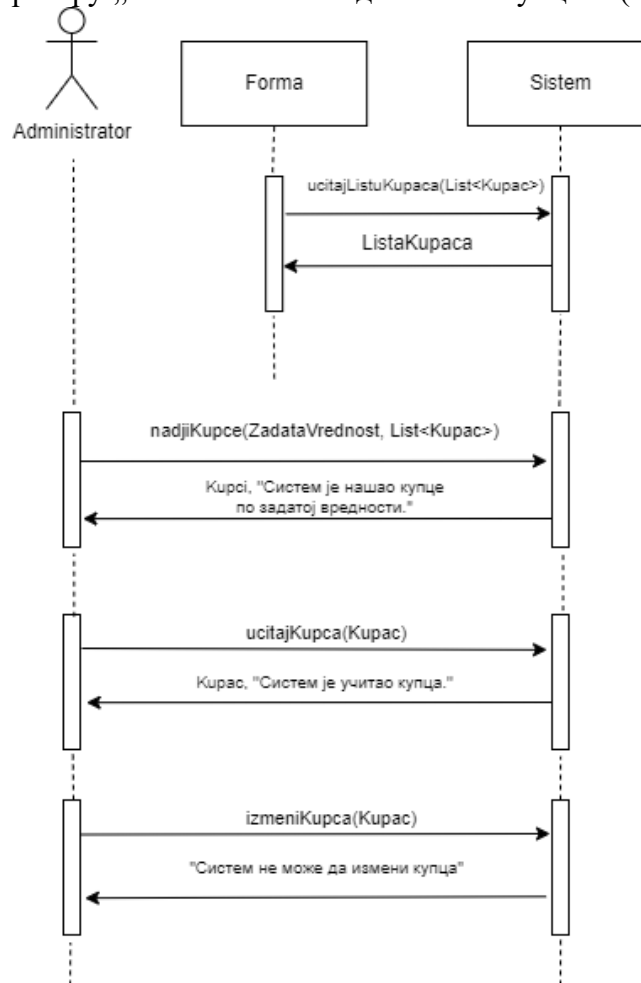 Forma
Sistem
Administrator
ucitajListuKupaca(List<Kupac>)
ListaKupaca
nadjiKupce(ZadataVrednost, List<Kupac>)
Kupci, "Систем је нашао купце
по задатој вредности."
ucitajKupca(Kupac)
Kupac, "Систем је учитао купца."
izmeniKupca(Kupac)
"Систем не може да измени купца"